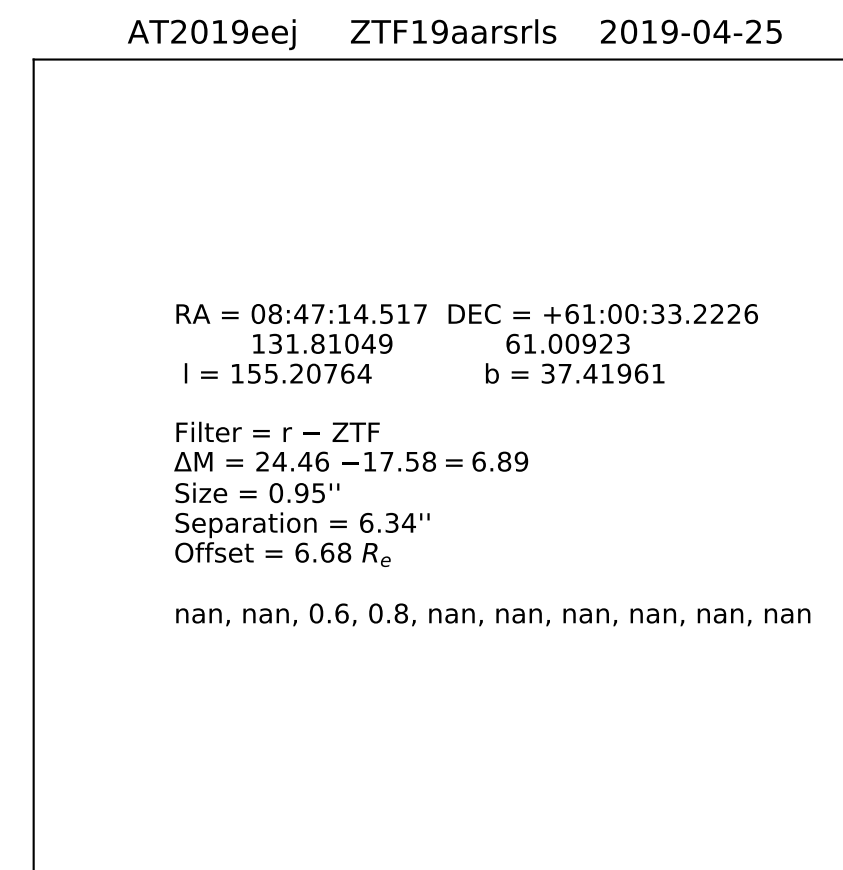 AT2019eej ZTF19aarsrls 2019-04-25
RA = 08:47:14.517 DEC = +61:00:33.2226
131.81049 61.00923
l = 155.20764 b = 37.41961
Filter = r − ZTF
ΔM = 24.46 −17.58 = 6.89
Size = 0.95''
Separation = 6.34''
Offset = 6.68 Re
nan, nan, 0.6, 0.8, nan, nan, nan, nan, nan, nan